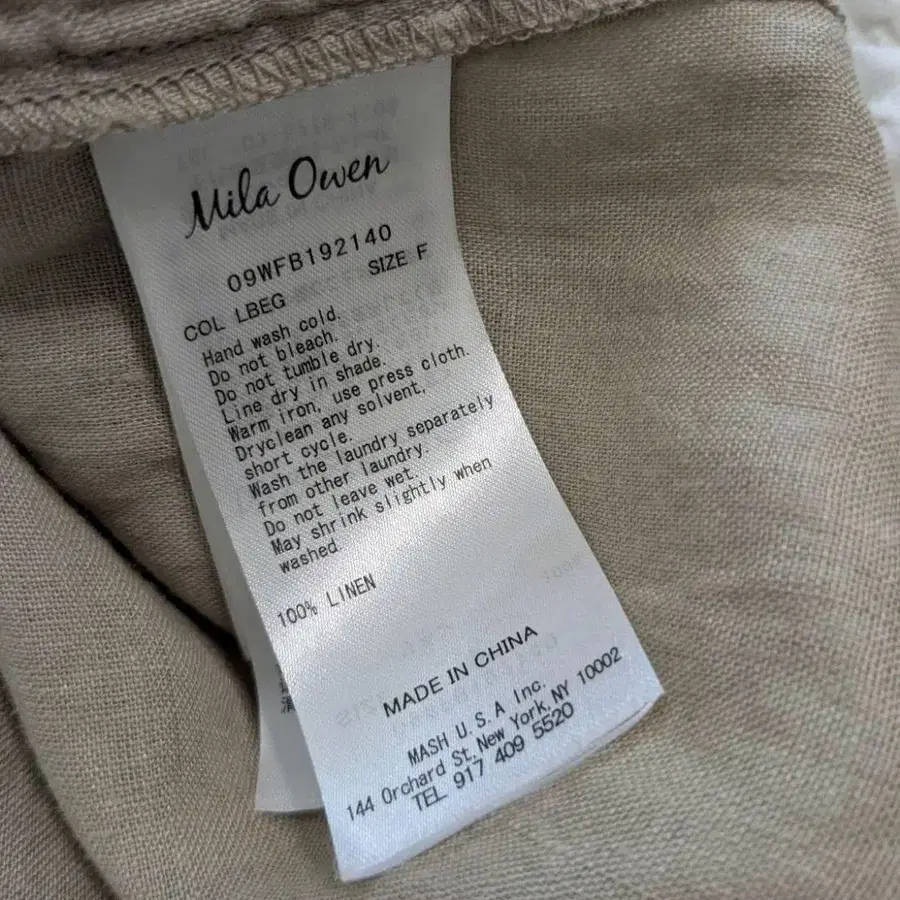 Mila Owen
09WFB192140
COL LBEG SIZE F
Hand wash cold.
Do not bleach.
Do not tumble dry.
Line dry in shade.
Warm iron, use press cloth.
Dryclean any solvent,
short cycle.
Wash the laundry separately
from other laundry.
Do not leave wet.
May shrink slightly when
washed.
100% LINEN
MADE IN CHINA
MASH U.S.A Inc.
144 Orchard St, New York, NY 10002
TEL 917 409 5520